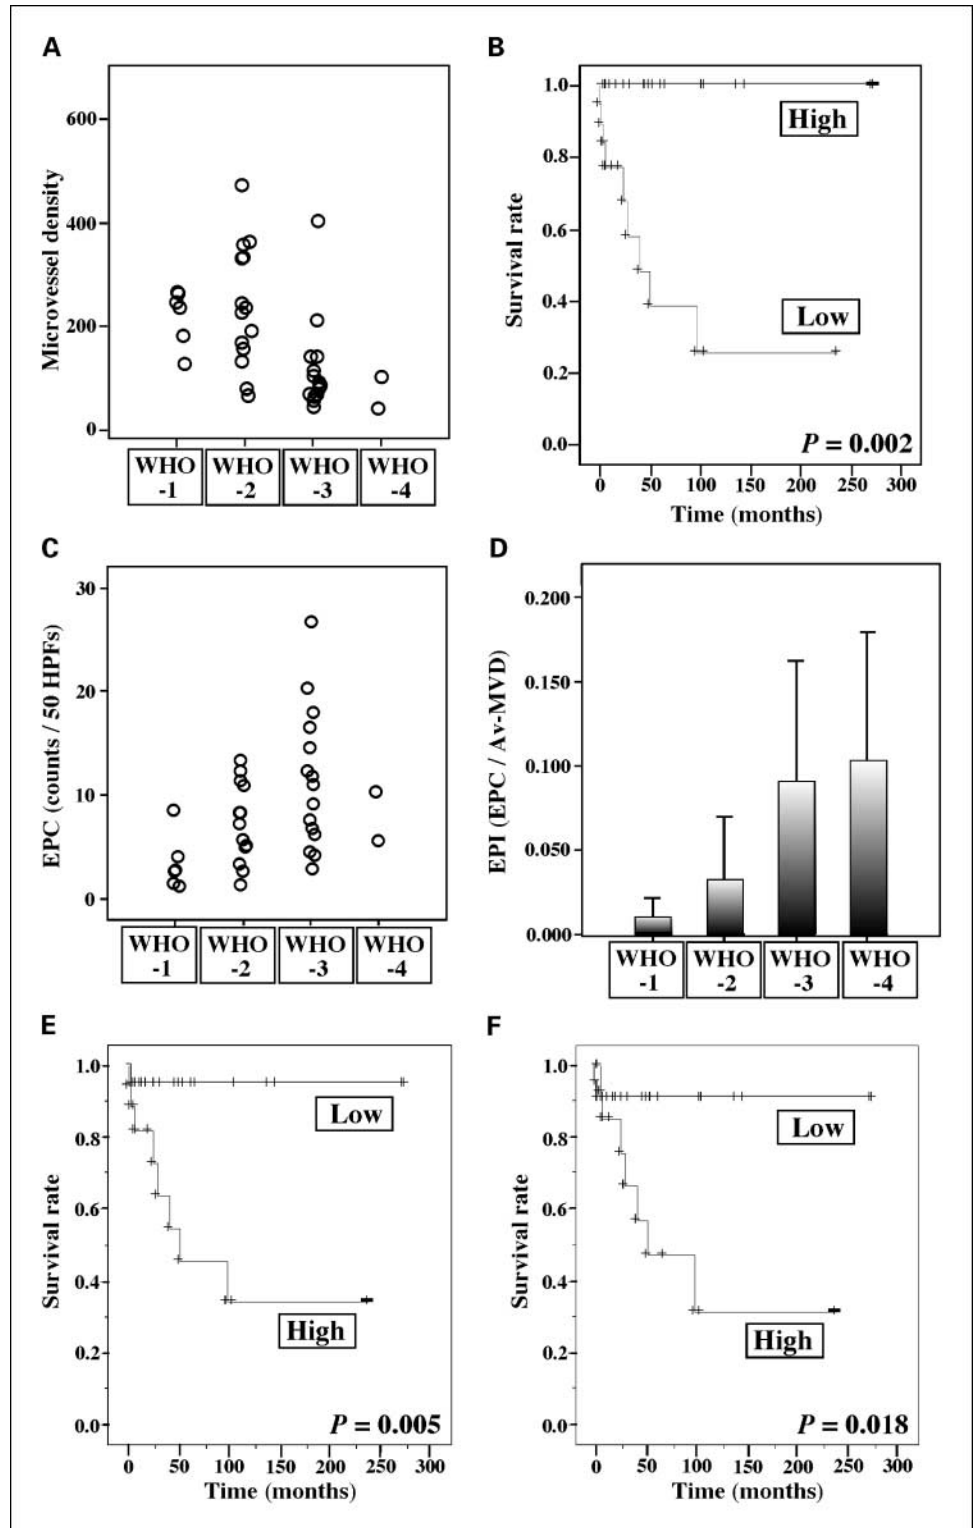 A
Microvessel density
600
400
200
0
WHO -1
WHO -2
WHO -3
WHO -4
B
Survival rate
1.0
0.8
0.6
0.4
0.2
0.0
High
Low
P = 0.002
0 50 100 150 200 250 300
Time (months)
C
EPC (counts / 50 HPFs)
30
20
10
0
WHO -1
WHO -2
WHO -3
WHO -4
D
EPI (EPC / Av-MVD)
0.200
0.150
0.100
0.050
0.000
WHO -1
WHO -2
WHO -3
WHO -4
E
Survival rate
1.0
0.8
0.6
0.4
0.2
0.0
Low
High
P = 0.005
0 50 100 150 200 250 300
Time (months)
F
Survival rate
1.0
0.8
0.6
0.4
0.2
0.0
Low
High
P = 0.018
0 50 100 150 200 250 300
Time (months)